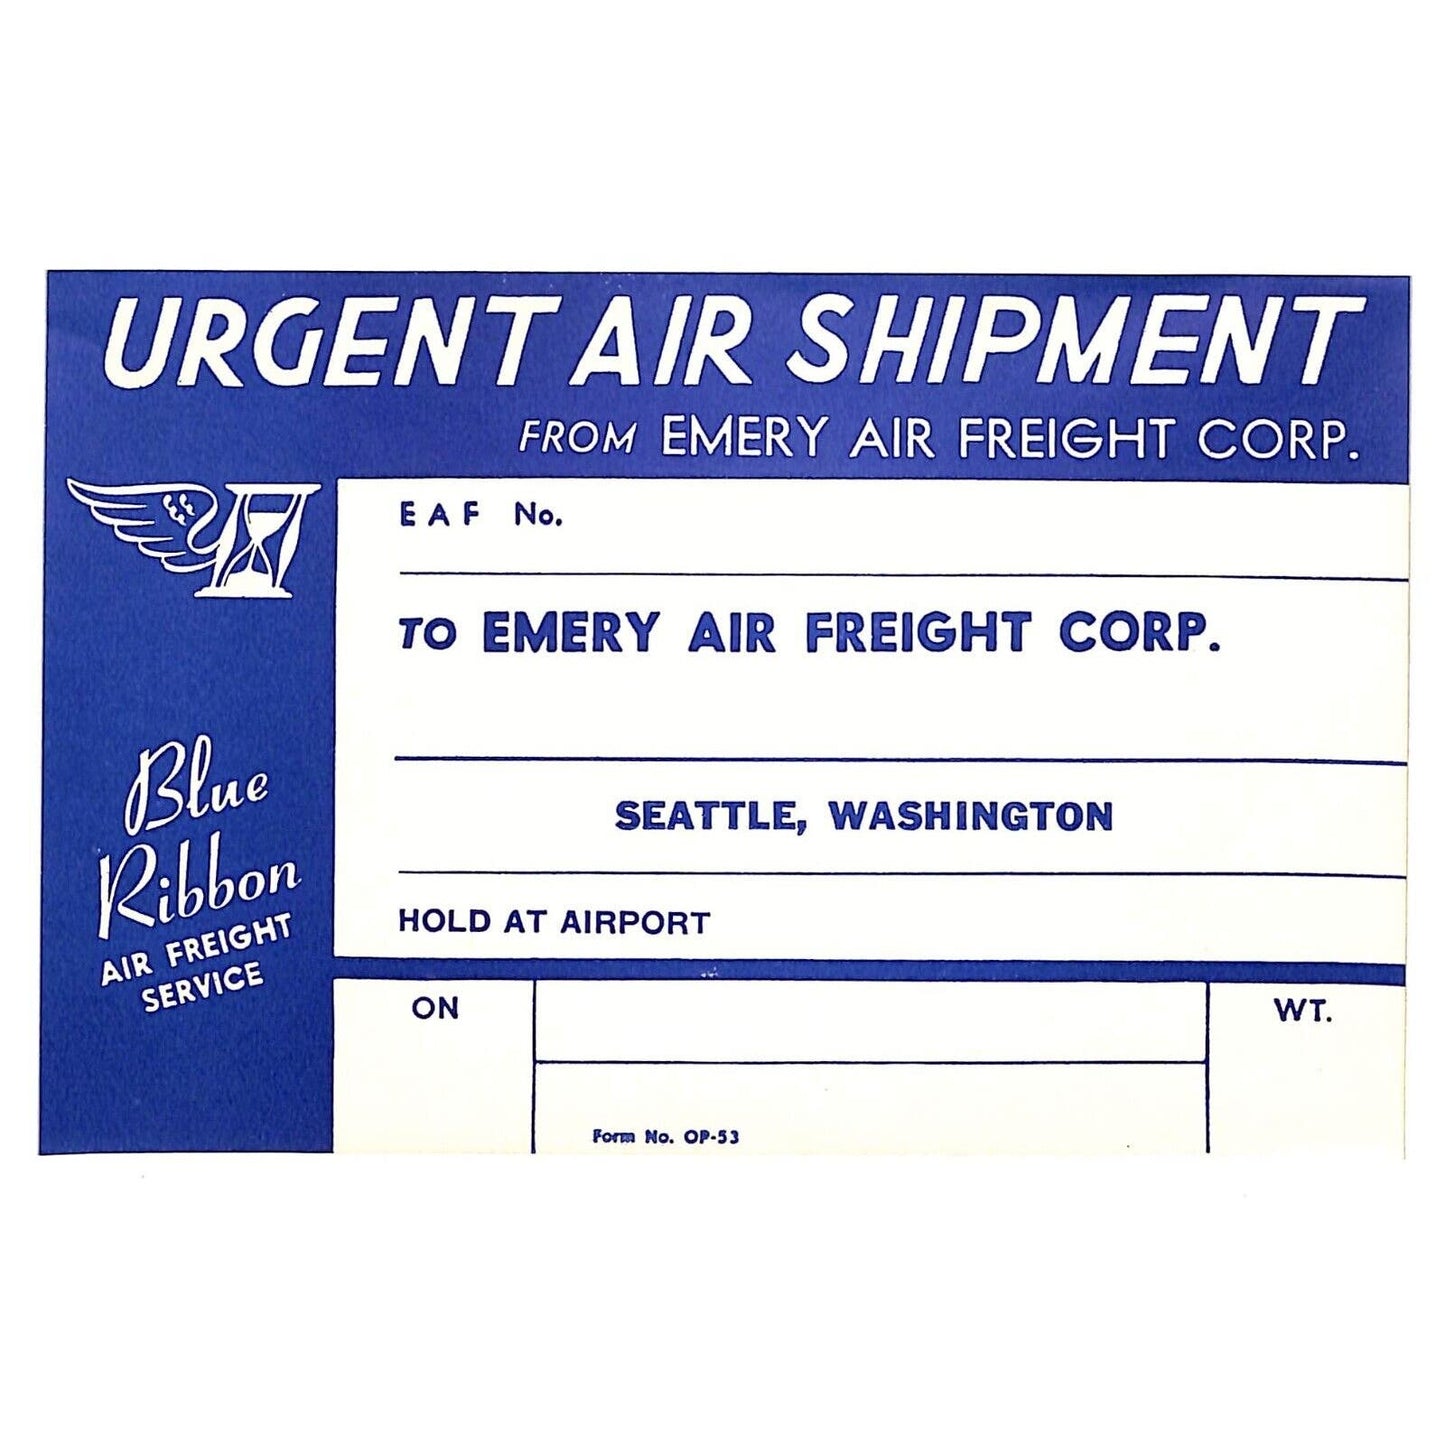 URGENT AIR SHIPMENT
FROM EMERY AIR FREIGHT CORP.
EAF No.
TO EMERY AIR FREIGHT CORP.
SEATTLE, WASHINGTON
HOLD AT AIRPORT
Blue
Ribbon
AIR FREIGHT
SERVICE
ON
WT.
Form No. OP-53